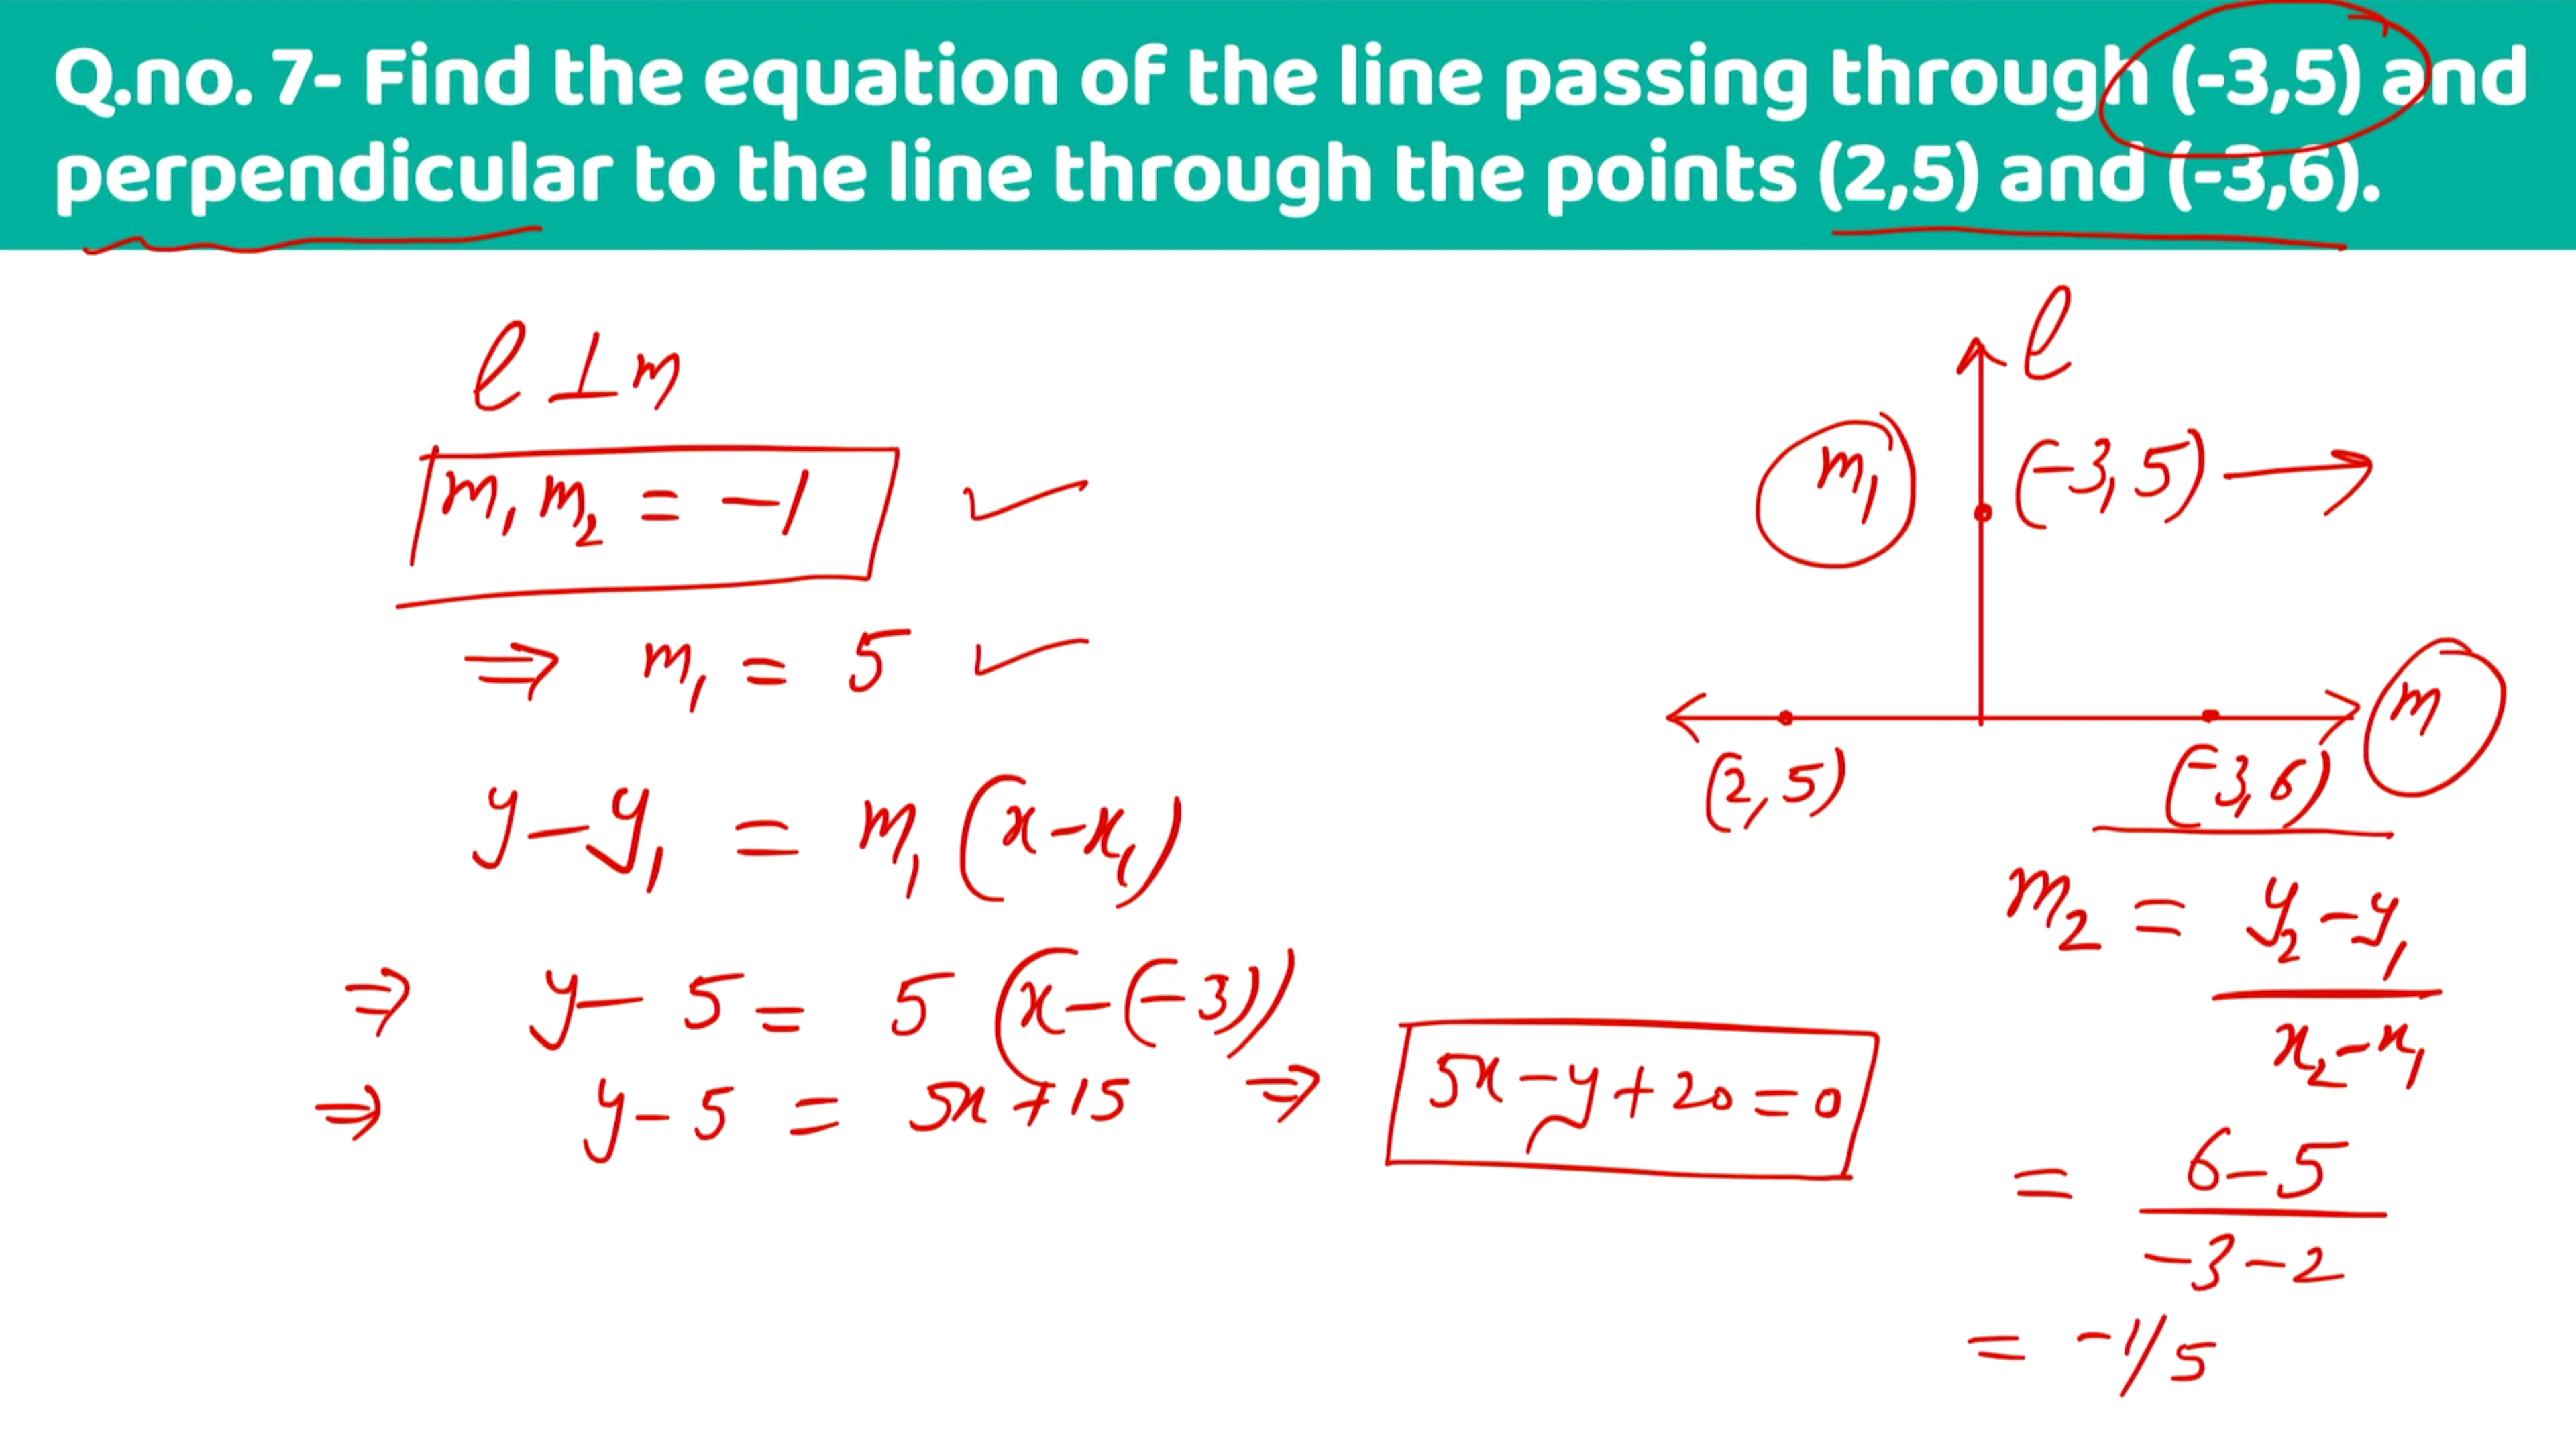 Q.no. 7- Find the equation of the line passing through (-3,5) and
perpendicular to the line through the points (2,5) and (-3,6).
l ⊥ m
m₁ m₂ = -1 ✓
⇒ m₁ = 5 ✓
y - y₁ = m₁ (x - x₁)
⇒ y - 5 = 5 (x - (-3))
⇒ y - 5 = 5x + 15 ⇒ 5x - y + 20 = 0
l
m₁
(-3, 5) →
m
(2, 5)
(-3, 6)
m₂ = y₂ - y₁
x₂ - x₁
= 6 - 5
-3 - 2
= -1/5